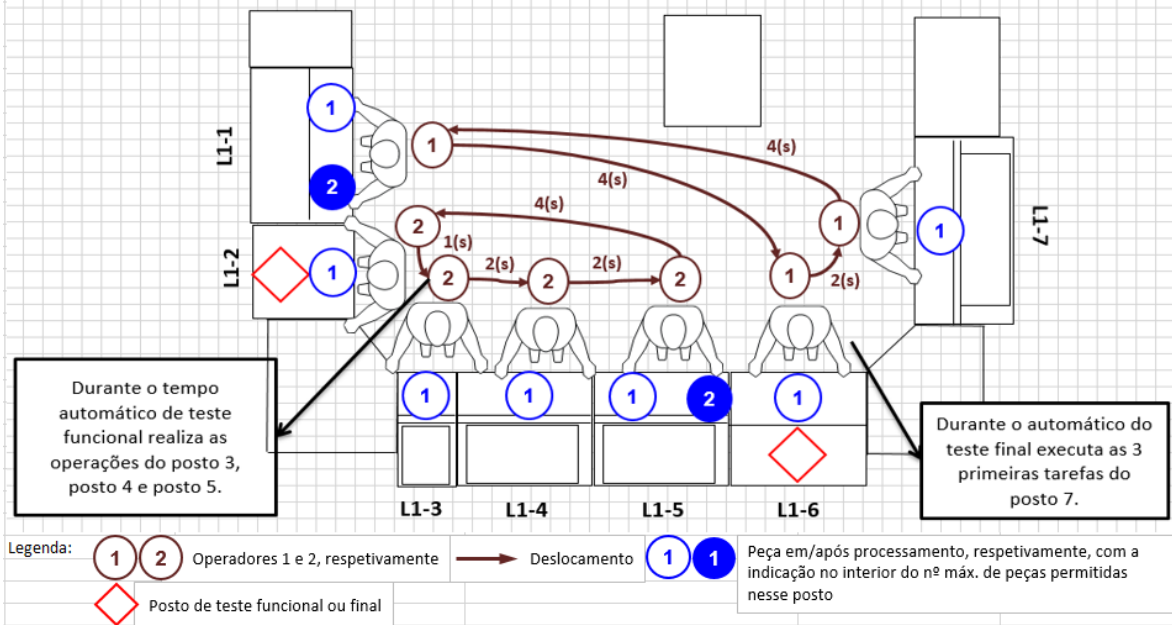 L1-1
1
2
1
4(s)
4(s)
2
1(s)
4(s)
L1-2
1
2
2(s)
2
2(s)
2
1
2(s)
1
1
L1-7
Durante o tempo
automático de teste
funcional realiza as
operações do posto 3,
posto 4 e posto 5.
1
1
1
2
1
L1-3
L1-4
L1-5
L1-6
Durante o automático do
teste final executa as 3
primeiras tarefas do
posto 7.
Legenda:
1
2
Operadores 1 e 2, respetivamente
Deslocamento
1
1
Peça em/após processamento, respetivamente, com a
indicação no interior do nº máx. de peças permitidas
nesse posto
Posto de teste funcional ou final